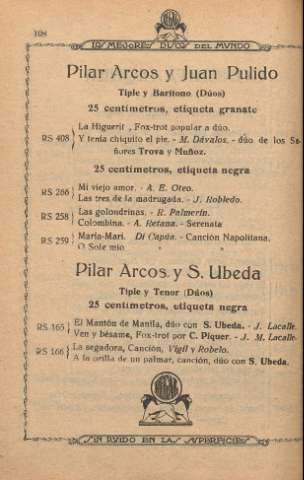 108
LOS MEJORES DUOS DEL MUNDO
Pilar Arcos y Juan Pulido
Tiple y Barítono (Dúos)
25 centímetros, etiqueta granate
RS 408 La Higuerit , Fox-trot popular a dúo.
Y tenía chiquito el pie. - M. Dávalos. - dúo de los Se-
ñores Trova y Muñoz.
25 centímetros, etiqueta negra
RS 266 Mi viejo amor. - A. E. Oteo.
Las tres de la madrugada. - J. Robledo.
RS 258 Las golondrinas. - R. Palmerín.
Colombina. - A. Retana. - Serenata
RS 259 María-Mari. Di Capúa. - Canción Napolitana.
O Sole mio
Pilar Arcos y S. Ubeda
Tiple y Tenor (Dúos)
25 centímetros, etiqueta negra
RS 165 El Mantón de Manila, dúo con S. Ubeda. - J. Lacalle.
Ven y bésame, Fox-trot por C. Piquer. - J. M. Lacalle.
RS 166 La segadora, Canción, Vigil y Robelo.
A la orilla de un palmar, canción, dúo con S. Ubeda.
SIN RUIDO EN LAS SUPERFICIES